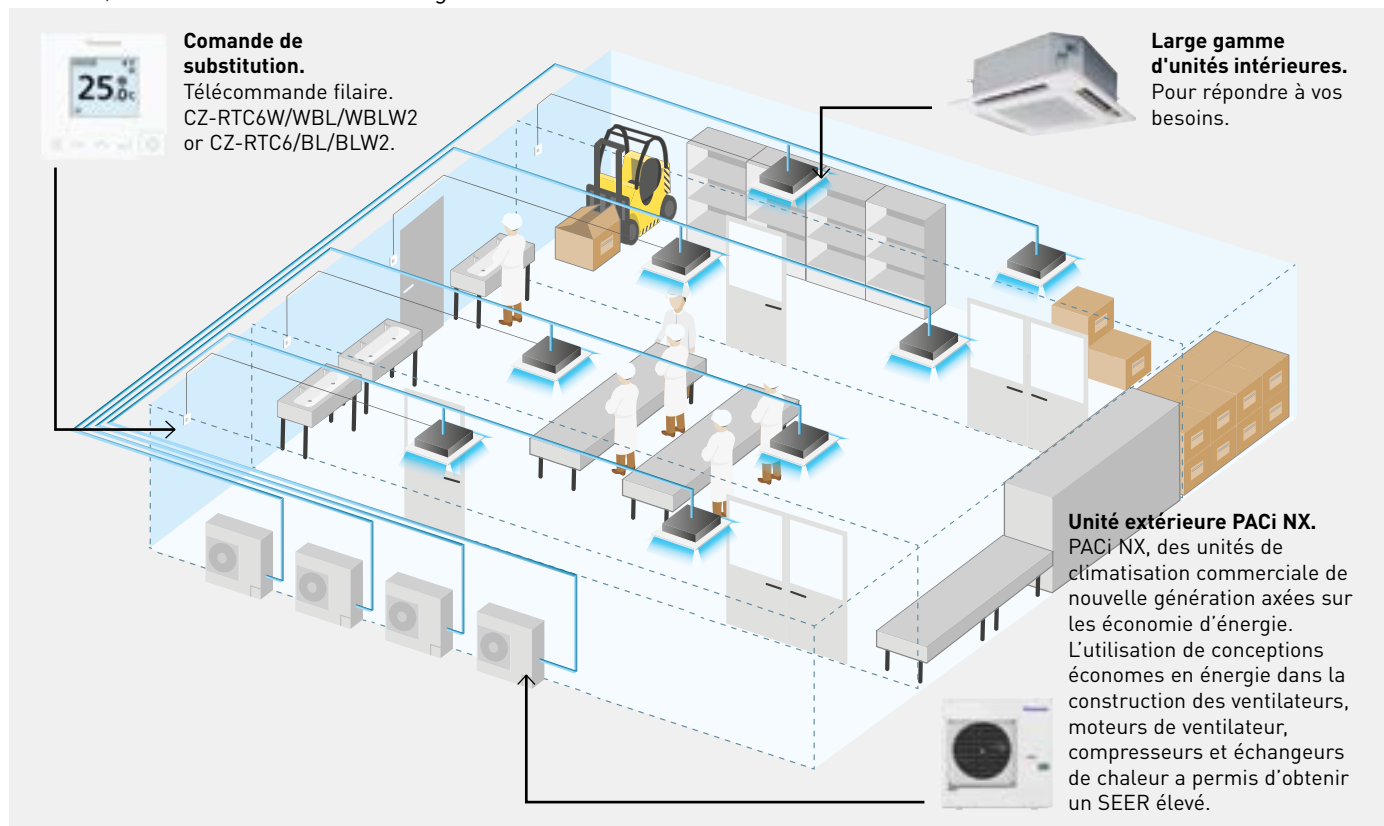 Comande de
substitution.
Télécommande filaire.
CZ-RTC6W/WBL/WBLW2
or CZ-RTC6/BL/BLW2.
25.0c
Large gamme
d'unités intérieures.
Pour répondre à vos
besoins.
Unité extérieure PACi NX.
PACi NX, des unités de
climatisation commerciale de
nouvelle génération axées sur
les économie d’énergie.
L’utilisation de conceptions
économes en énergie dans la
construction des ventilateurs,
moteurs de ventilateur,
compresseurs et échangeurs
de chaleur a permis d’obtenir
un SEER élevé.